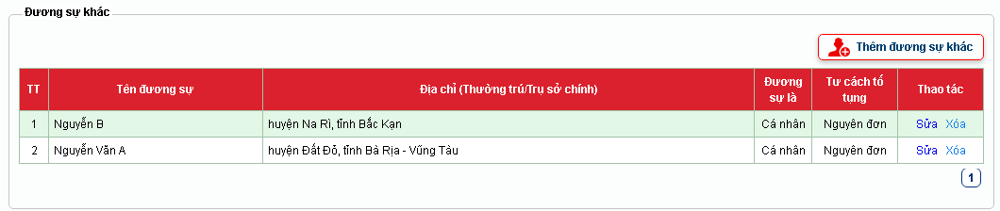 Đương sự khác
Thêm đương sự khác
TT Tên đương sự Địa chỉ (Thường trú/Trụ sở chính) Đương sự là Tư cách tố tụng Thao tác
1 Nguyễn B huyện Na Rì, tỉnh Bắc Kạn Cá nhân Nguyên đơn Sửa Xóa
2 Nguyễn Văn A huyện Đất Đỏ, tỉnh Bà Rịa - Vũng Tàu Cá nhân Nguyên đơn Sửa Xóa
1